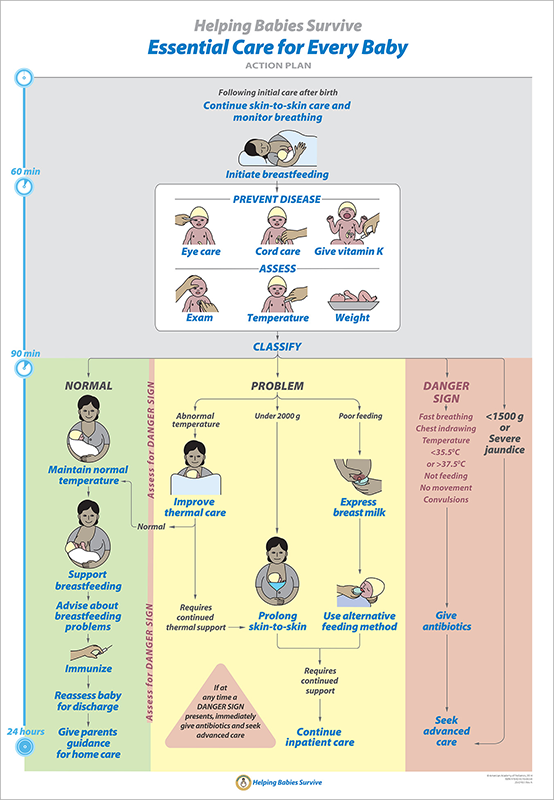 Helping Babies Survive
Essential Care for Every Baby
ACTION PLAN
Following initial care after birth
Continue skin-to-skin care and
monitor breathing
Initiate breastfeeding
60 min
PREVENT DISEASE
Eye care
Cord care
Give vitamin K
ASSESS
Exam
Temperature
Weight
CLASSIFY
90 min
NORMAL
Maintain normal
temperature
Support
breastfeeding
Advise about
breastfeeding
problems
Immunize
Reassess baby
for discharge
Give parents
guidance
for home care
24 hours
Assess for DANGER SIGN
Assess for DANGER SIGN
PROBLEM
Abnormal
temperature
Improve
thermal care
Normal
Requires
continued
thermal support
Under 2000 g
Prolong
skin-to-skin
Poor feeding
Express
breast milk
Use alternative
feeding method
Requires
continued
support
Continue
inpatient care
If at
any time a
DANGER SIGN
presents, immediately
give antibiotics and seek
advanced care
DANGER
SIGN
Fast breathing
Chest indrawing
Temperature
<35.5ºC
or >37.5ºC
Not feeding
No movement
Convulsions
Give
antibiotics
Seek
advanced care
<1500 g
or
Severe
jaundice
Helping Babies Survive